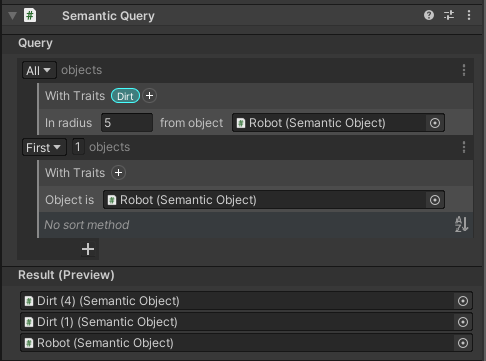 Semantic Query
Query
All objects
With Traits Dirt
In radius 5 from object Robot (Semantic Object)
First 1 objects
With Traits
Object is Robot (Semantic Object)
No sort method
Result (Preview)
Dirt (4) (Semantic Object)
Dirt (1) (Semantic Object)
Robot (Semantic Object)